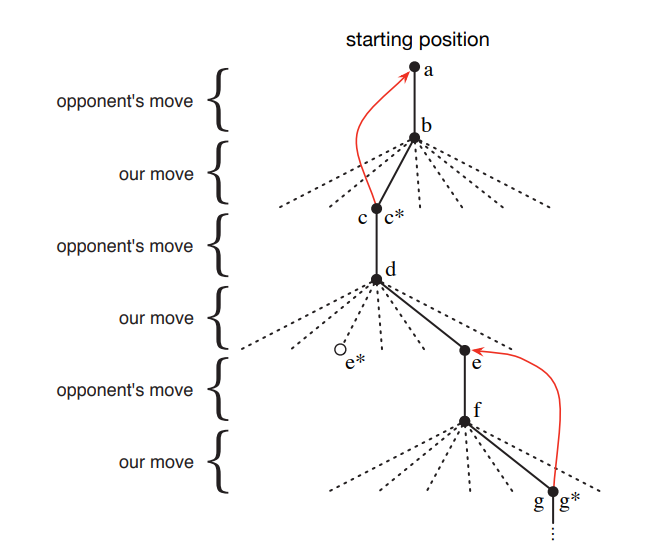 starting position
a
opponent's move
b
our move
c c*
opponent's move
d
our move
e* e
opponent's move
f
our move
g g*